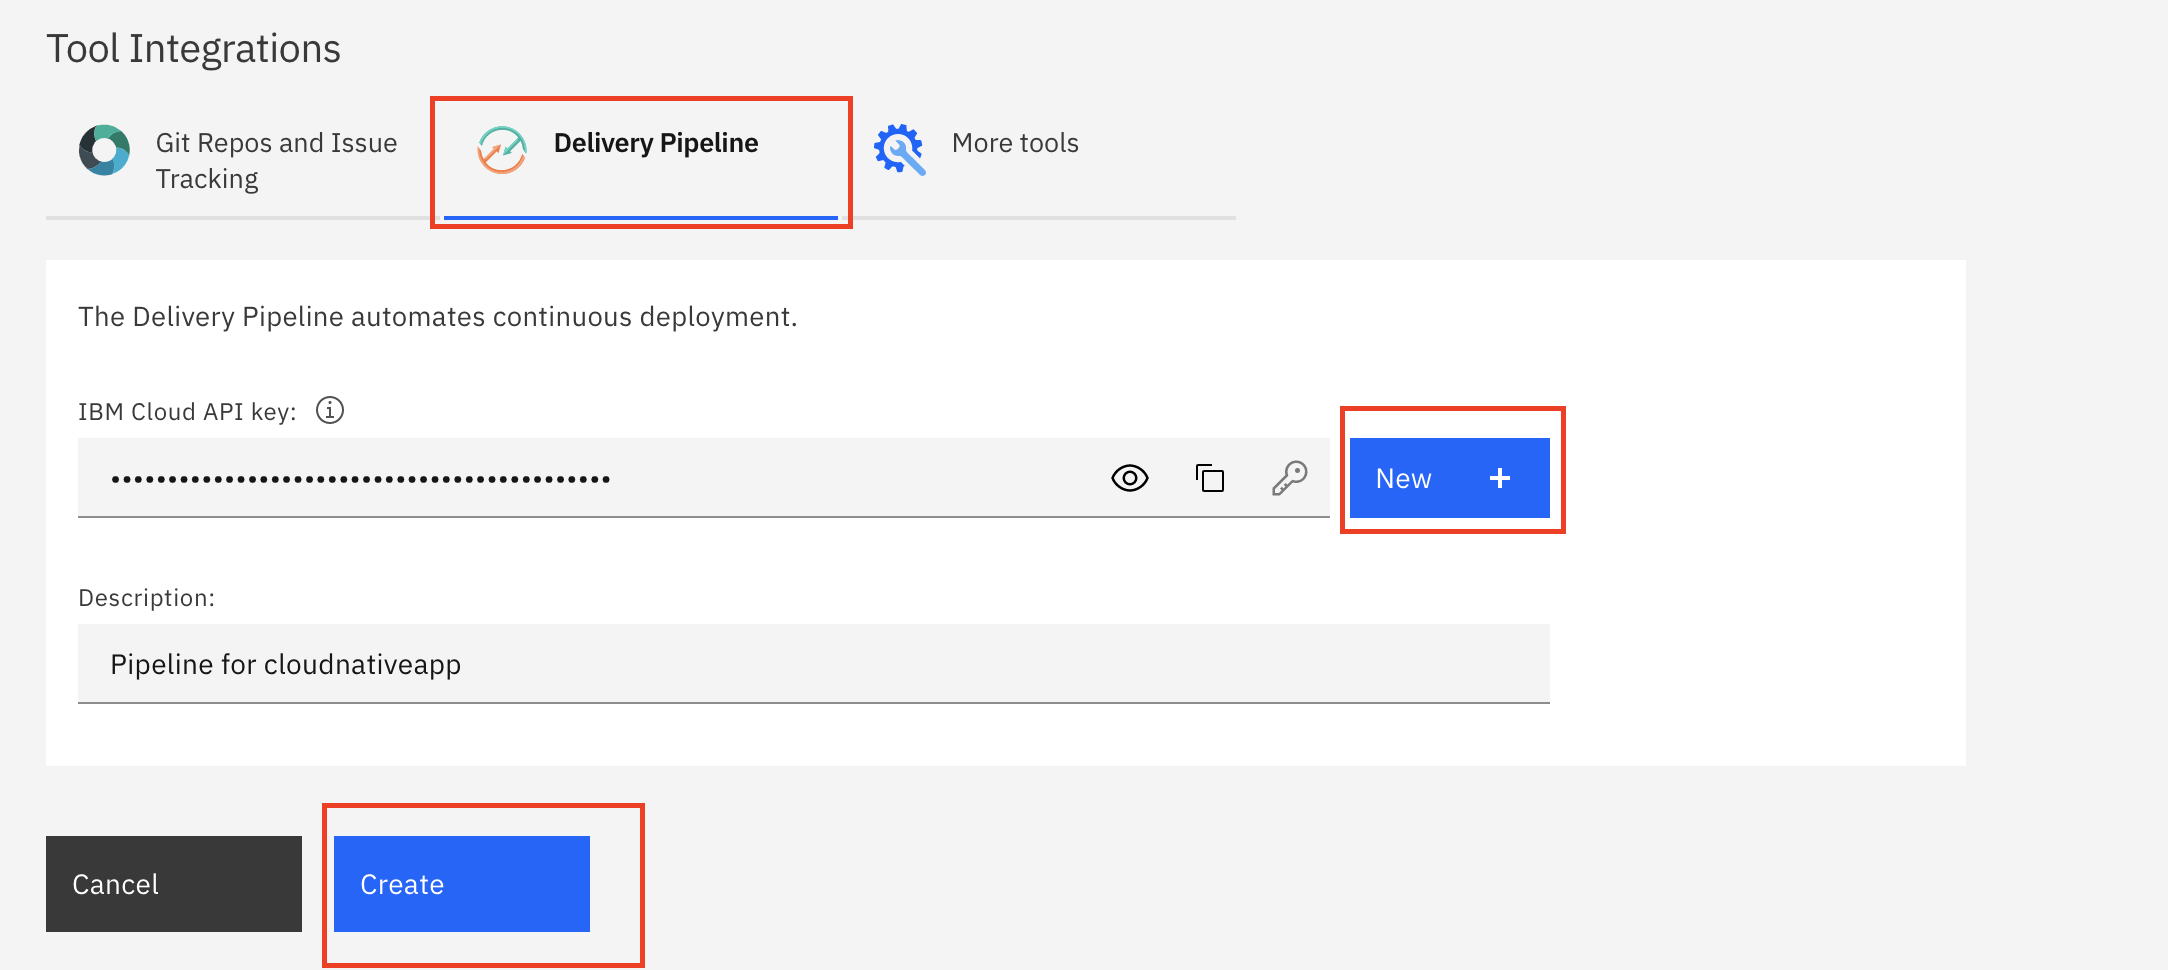 Tool Integrations
Git Repos and Issue
Tracking
Delivery Pipeline
More tools
The Delivery Pipeline automates continuous deployment.
IBM Cloud API key:
••••••••••••••••••••••••••••••••••••••••••••
New +
Description:
Pipeline for cloudnativeapp
Cancel
Create